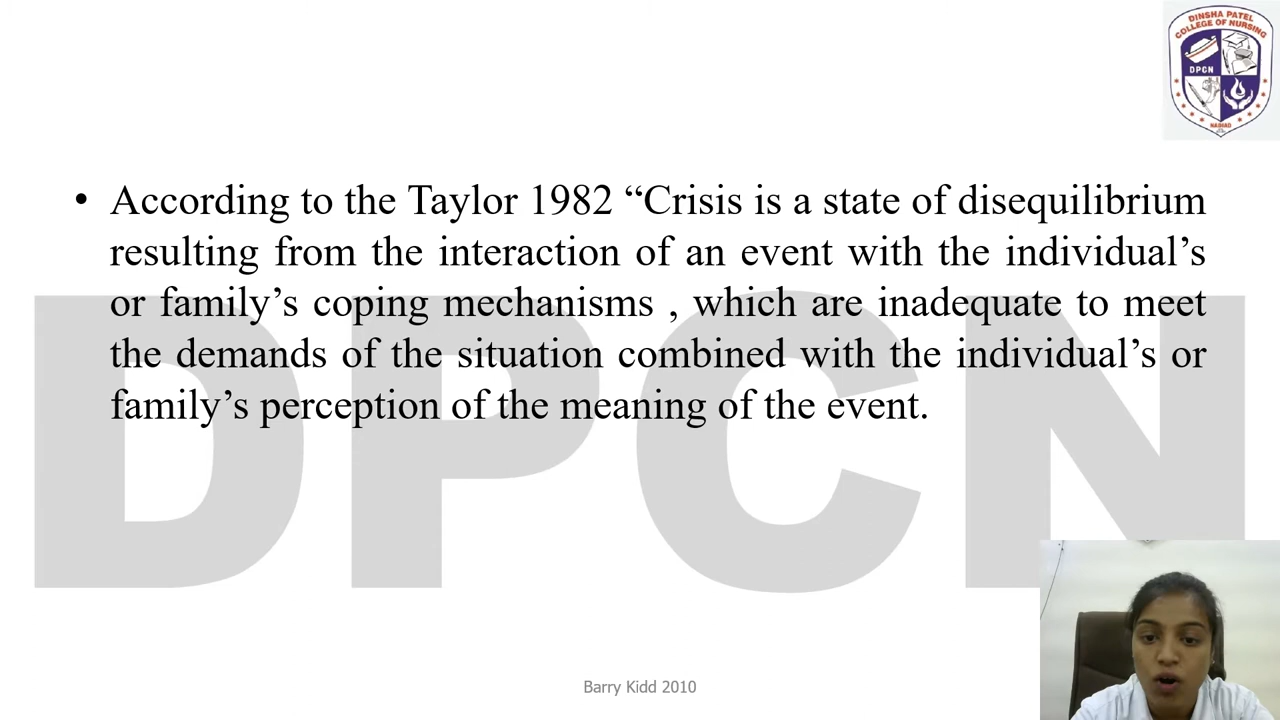 DINSHA PATEL
COLLEGE OF NURSING
DPCN
NADIAD
• According to the Taylor 1982 “Crisis is a state of disequilibrium
resulting from the interaction of an event with the individual’s
or family’s coping mechanisms , which are inadequate to meet
the demands of the situation combined with the individual’s or
family’s perception of the meaning of the event.
DPCN
Barry Kidd 2010